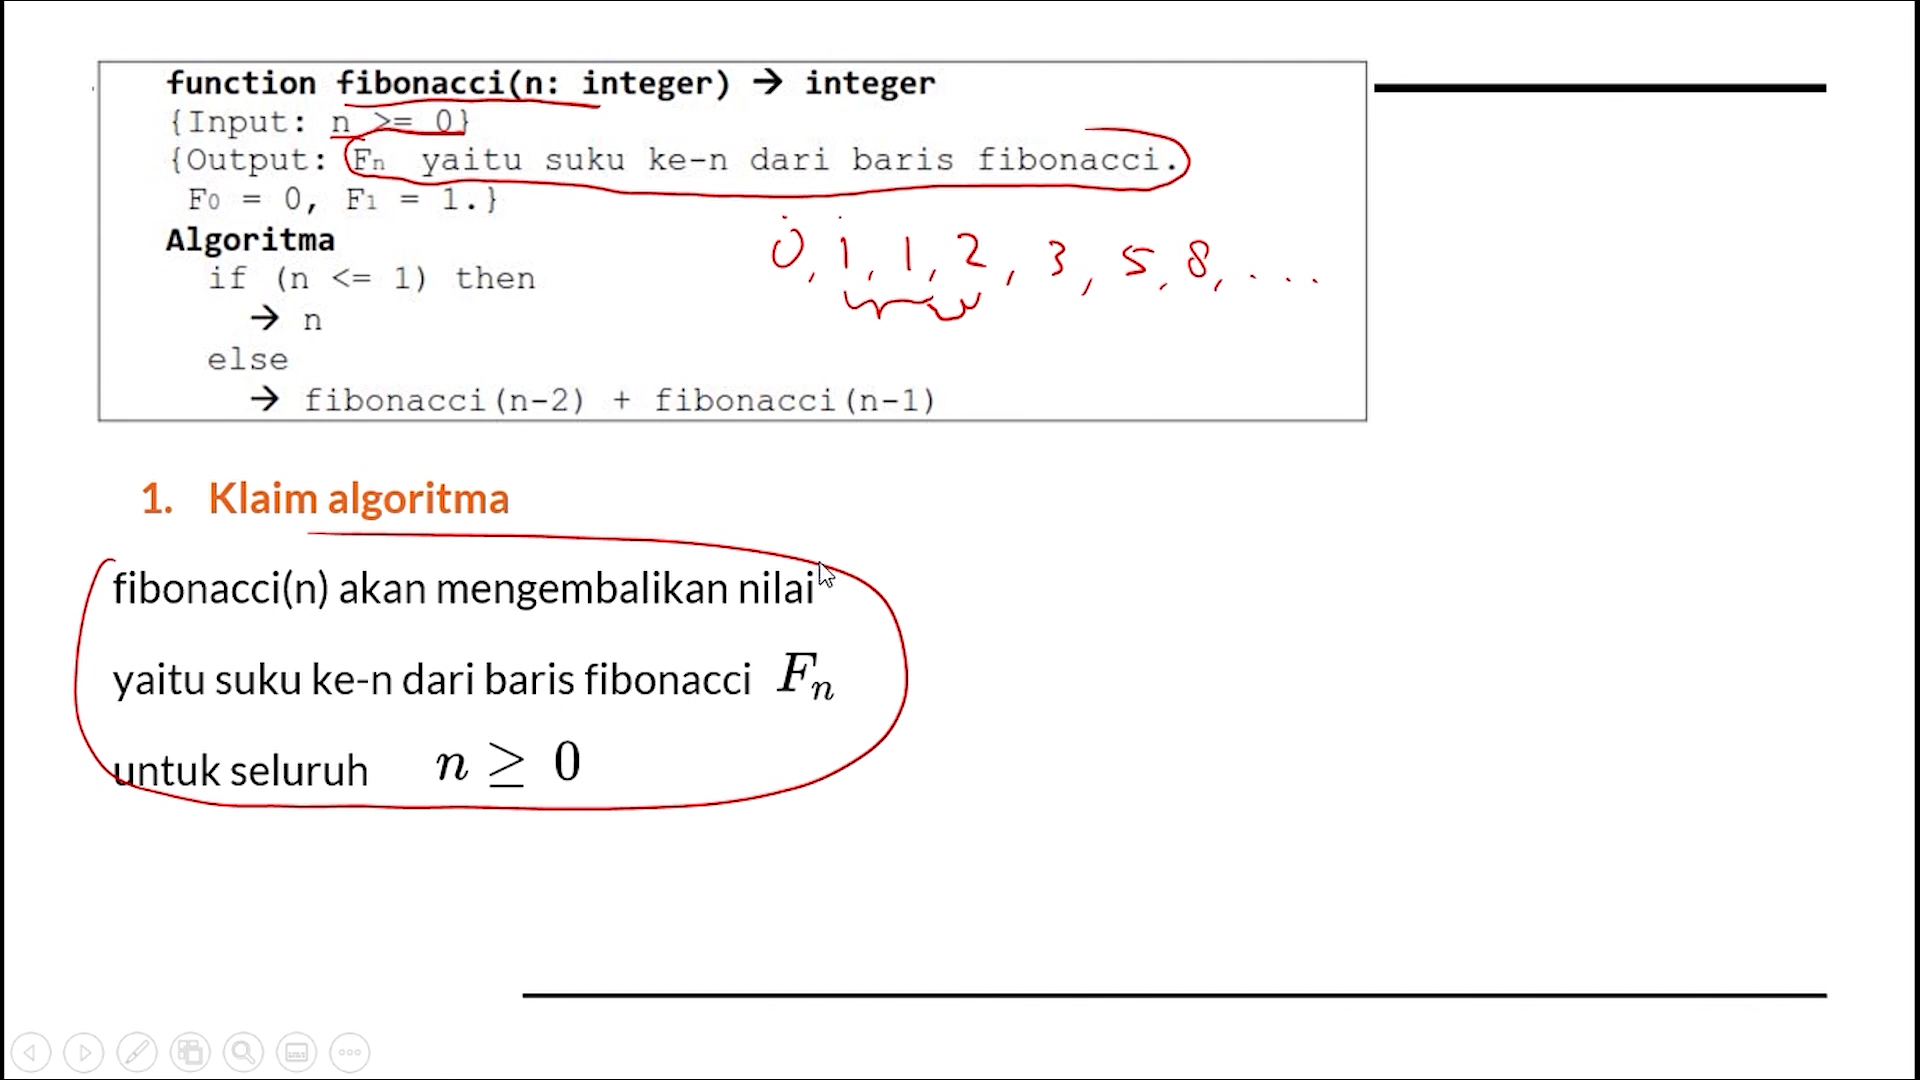 function fibonacci(n: integer) → integer
{Input: n >= 0}
{Output: Fn yaitu suku ke-n dari baris fibonacci.
F0 = 0, F1 = 1.}
Algoritma
0, 1, 1, 2, 3, 5, 8, ...
if (n <= 1) then
→ n
else
→ fibonacci(n-2) + fibonacci(n-1)
1. Klaim algoritma
fibonacci(n) akan mengembalikan nilai
yaitu suku ke-n dari baris fibonacci Fn
untuk seluruh n ≥ 0